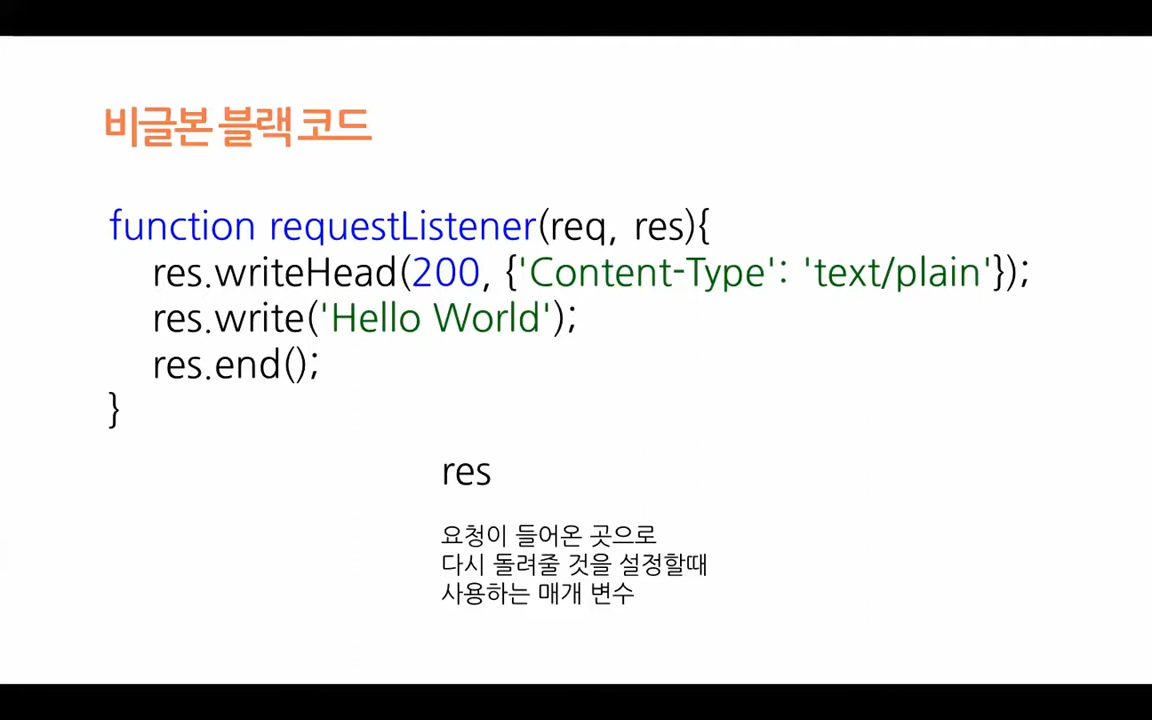 비글본 블랙 코드
function requestListener(req, res){
res.writeHead(200, {'Content-Type': 'text/plain'});
res.write('Hello World');
res.end();
}
res
요청이 들어온 곳으로
다시 돌려줄 것을 설정할때
사용하는 매개 변수